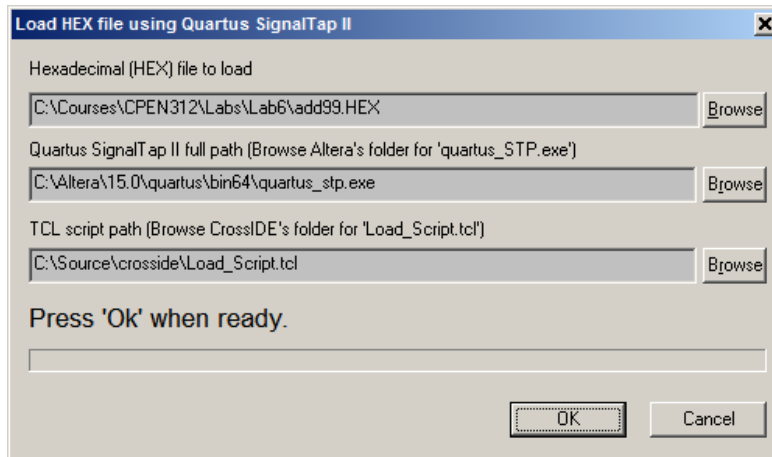 Load HEX file using Quartus SignalTap II
Hexadecimal (HEX) file to load
C:\Courses\CPEN312\Labs\Lab6\add99.HEX
Browse
Quartus SignalTap II full path (Browse Altera's folder for 'quartus_STP.exe')
C:\Altera\15.0\quartus\bin64\quartus_stp.exe
Browse
TCL script path (Browse CrossIDE's folder for 'Load_Script.tcl')
C:\Source\crosside\Load_Script.tcl
Browse
Press 'Ok' when ready.
OK
Cancel